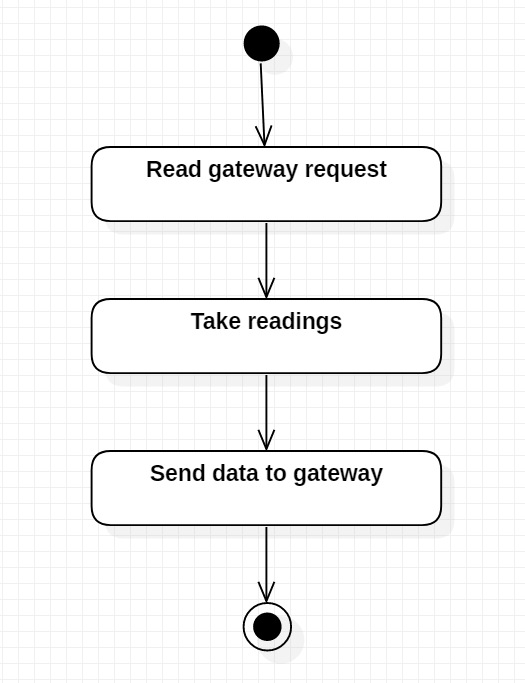 Read gateway request
Take readings
Send data to gateway